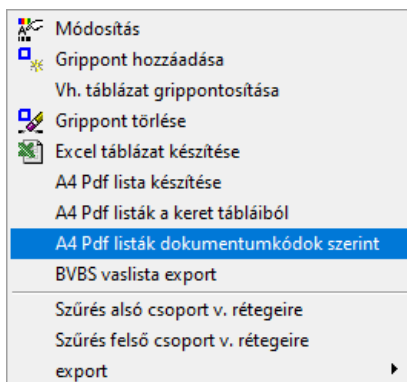 Módosítás
Grippont hozzáadása
Vh. táblázat grippontosítása
Grippont törlése
Excel táblázat készítése
A4 Pdf lista készítése
A4 Pdf listák a keret tábláiból
A4 Pdf listák dokumentumkódok szerint
BVBS vaslista export
Szűrés alsó csoport v. rétegeire
Szűrés felső csoport v. rétegeire
export